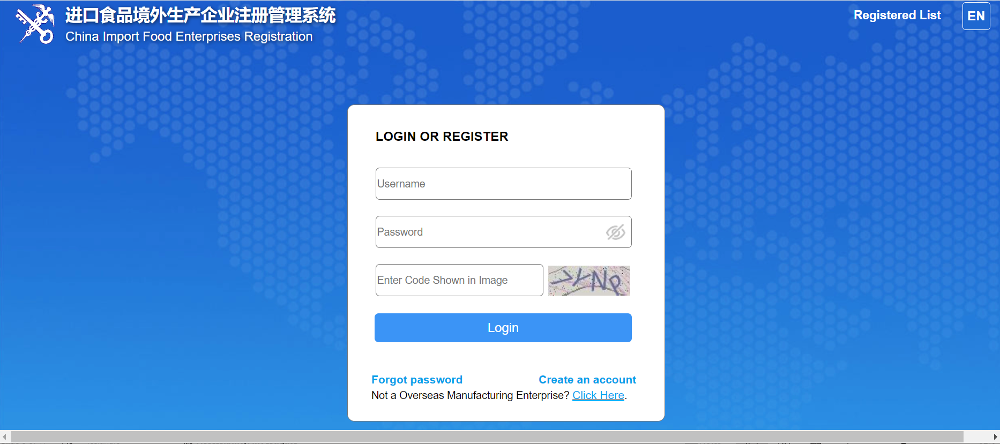 进口食品境外生产企业注册管理系统
China Import Food Enterprises Registration
Registered List
EN
LOGIN OR REGISTER
Username
Password
Enter Code Shown in Image
Login
Forgot password
Create an account
Not a Overseas Manufacturing Enterprise? Click Here.